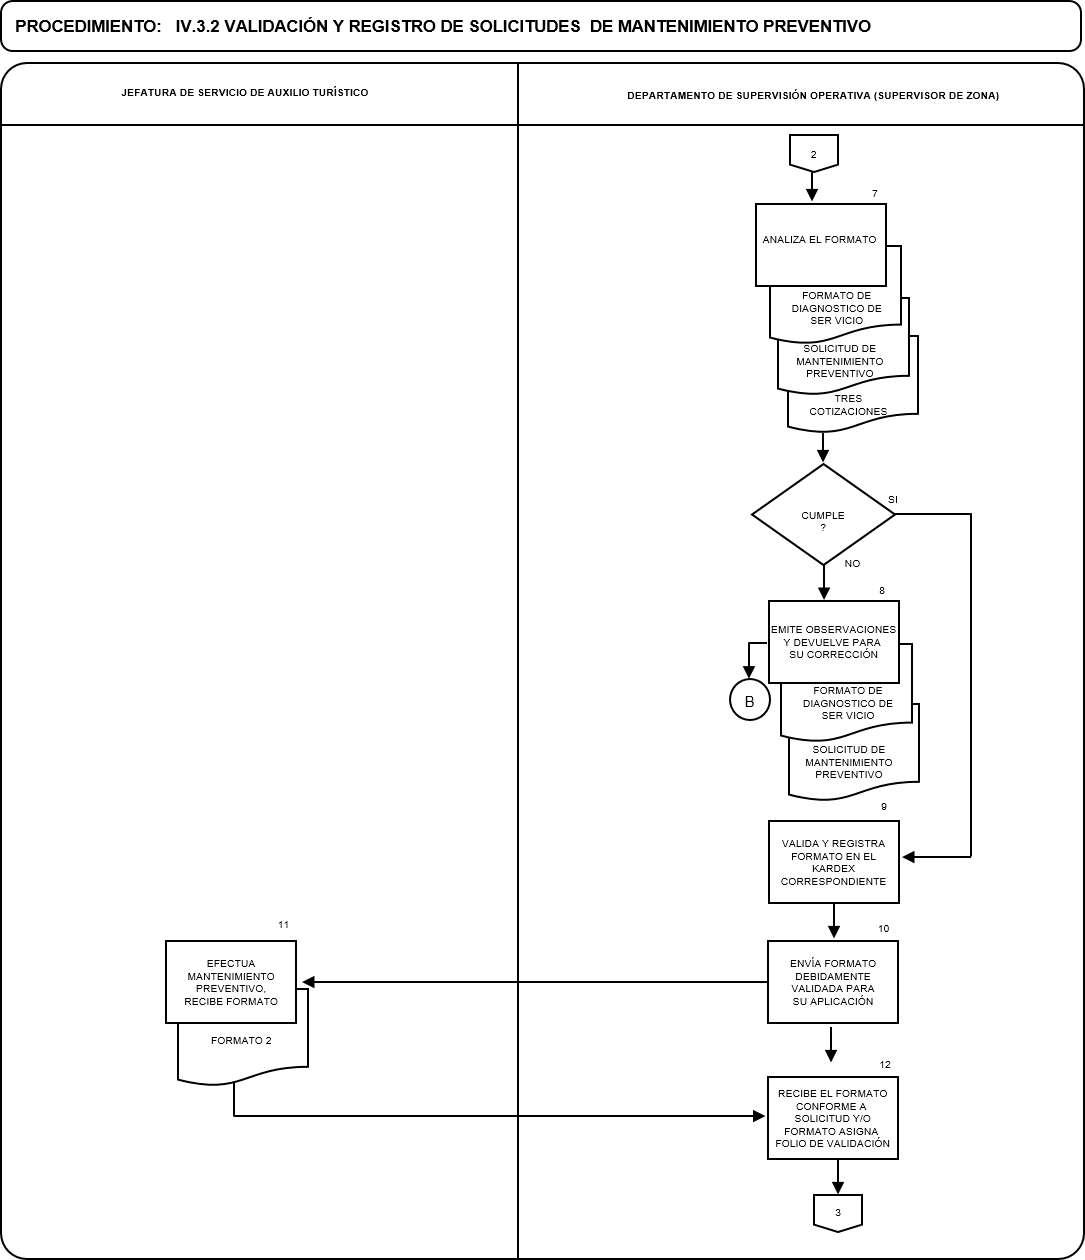 PROCEDIMIENTO: IV.3.2 VALIDACIÓN Y REGISTRO DE SOLICITUDES DE MANTENIMIENTO PREVENTIVO
JEFATURA DE SERVICIO DE AUXILIO TURÍSTICO
DEPARTAMENTO DE SUPERVISIÓN OPERATIVA (SUPERVISOR DE ZONA)
2
7
ANALIZA EL FORMATO
FORMATO DE
DIAGNOSTICO DE
SER VICIO
SOLICITUD DE
MANTENIMIENTO
PREVENTIVO
TRES
COTIZACIONES
SI
CUMPLE
?
NO
8
EMITE OBSERVACIONES
Y DEVUELVE PARA
SU CORRECCIÓN
B
FORMATO DE
DIAGNOSTICO DE
SER VICIO
SOLICITUD DE
MANTENIMIENTO
PREVENTIVO
9
VALIDA Y REGISTRA
FORMATO EN EL
KARDEX
CORRESPONDIENTE
10
ENVÍA FORMATO
DEBIDAMENTE
VALIDADA PARA
SU APLICACIÓN
11
EFECTUA
MANTENIMIENTO
PREVENTIVO,
RECIBE FORMATO
FORMATO 2
12
RECIBE EL FORMATO
CONFORME A
SOLICITUD Y/O
FORMATO ASIGNA
FOLIO DE VALIDACIÓN
3